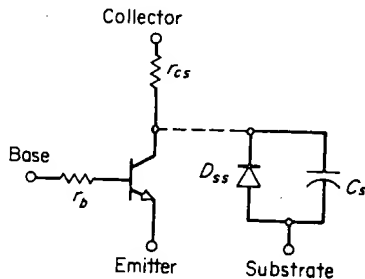 Collector
r_cs
Base
r_b
D_ss
C_s
Emitter
Substrate